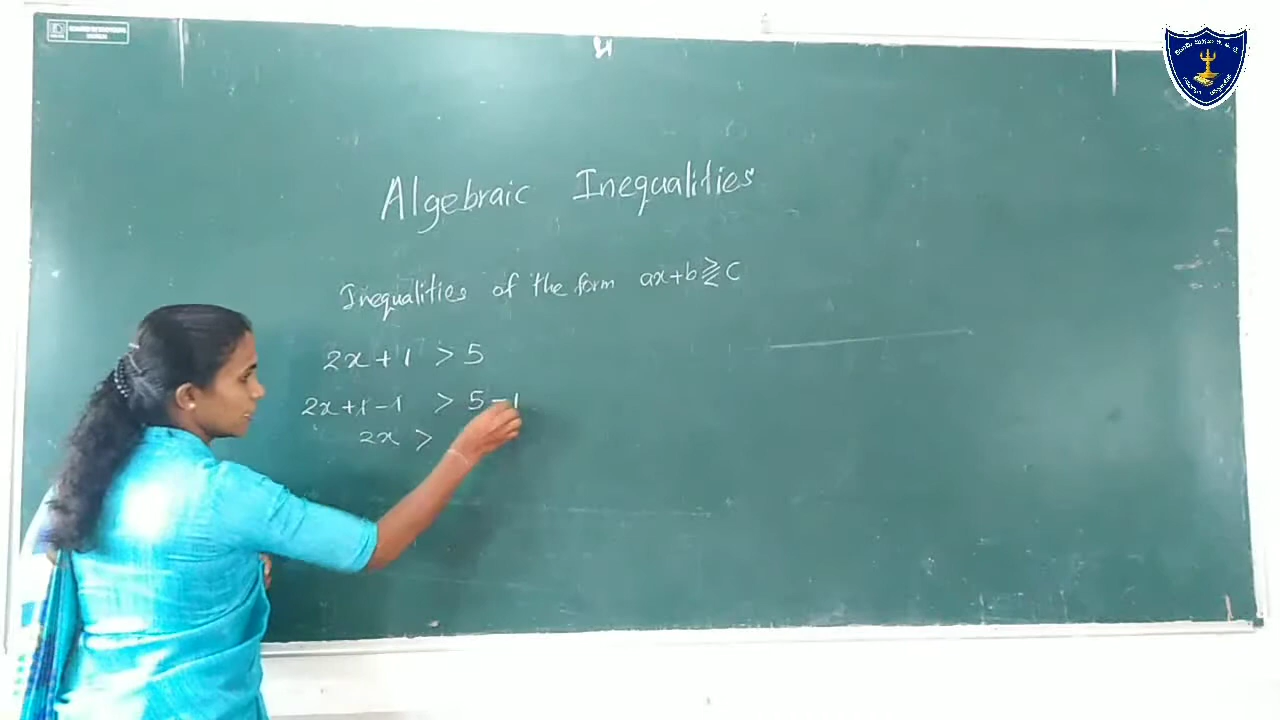 Algebraic Inequalities
Inequalities of the form ax+b ⪌ C
2x + 1 > 5
2x + 1 - 1 > 5 - 1
2x >